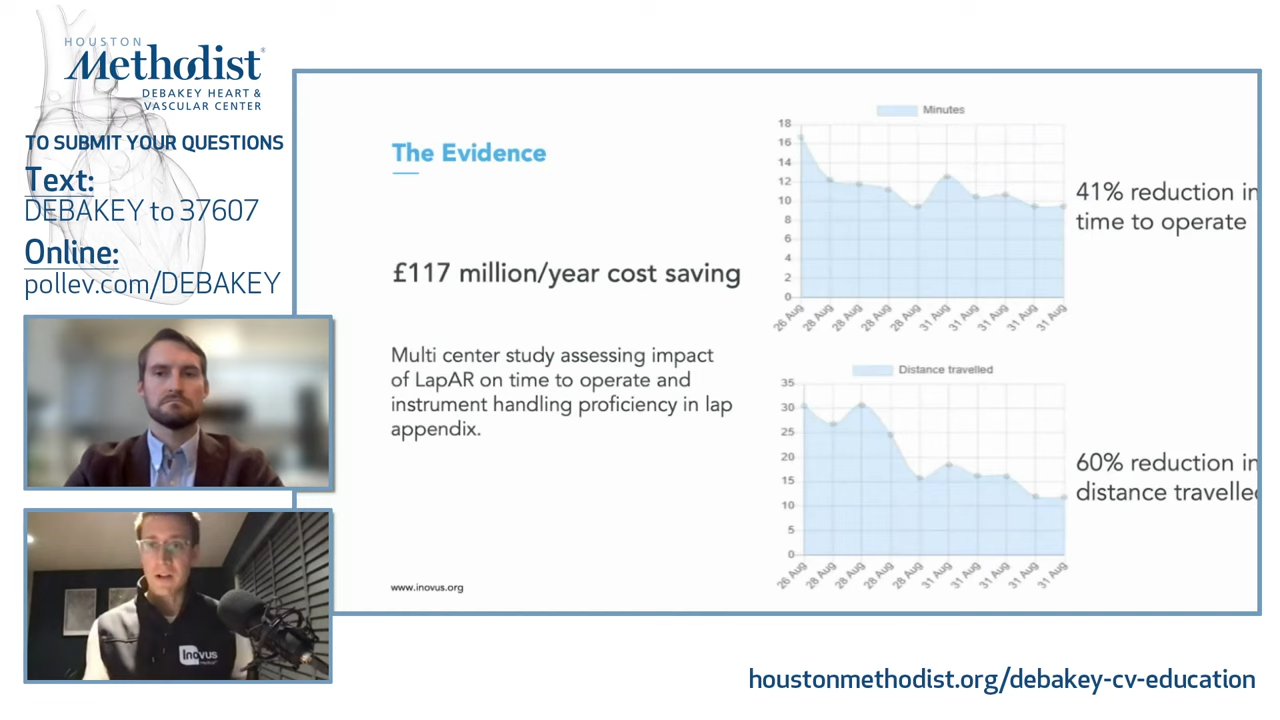 HOUSTON
Methodist®
DEBAKEY HEART &
VASCULAR CENTER
TO SUBMIT YOUR QUESTIONS
Text:
DEBAKEY to 37607
Online:
pollev.com/DEBAKEY
The Evidence
£117 million/year cost saving
Multi center study assessing impact
of LapAR on time to operate and
instrument handling proficiency in lap
appendix.
www.inovus.org
Minutes
18
16
14
12
10
8
6
4
2
0
26 Aug
28 Aug
28 Aug
28 Aug
28 Aug
31 Aug
31 Aug
31 Aug
31 Aug
31 Aug
41% reduction in
time to operate
Distance travelled
35
30
25
20
15
10
5
0
26 Aug
28 Aug
28 Aug
28 Aug
28 Aug
31 Aug
31 Aug
31 Aug
31 Aug
31 Aug
60% reduction in
distance travelled
Inovus
medical
houstonmethodist.org/debakey-cv-education